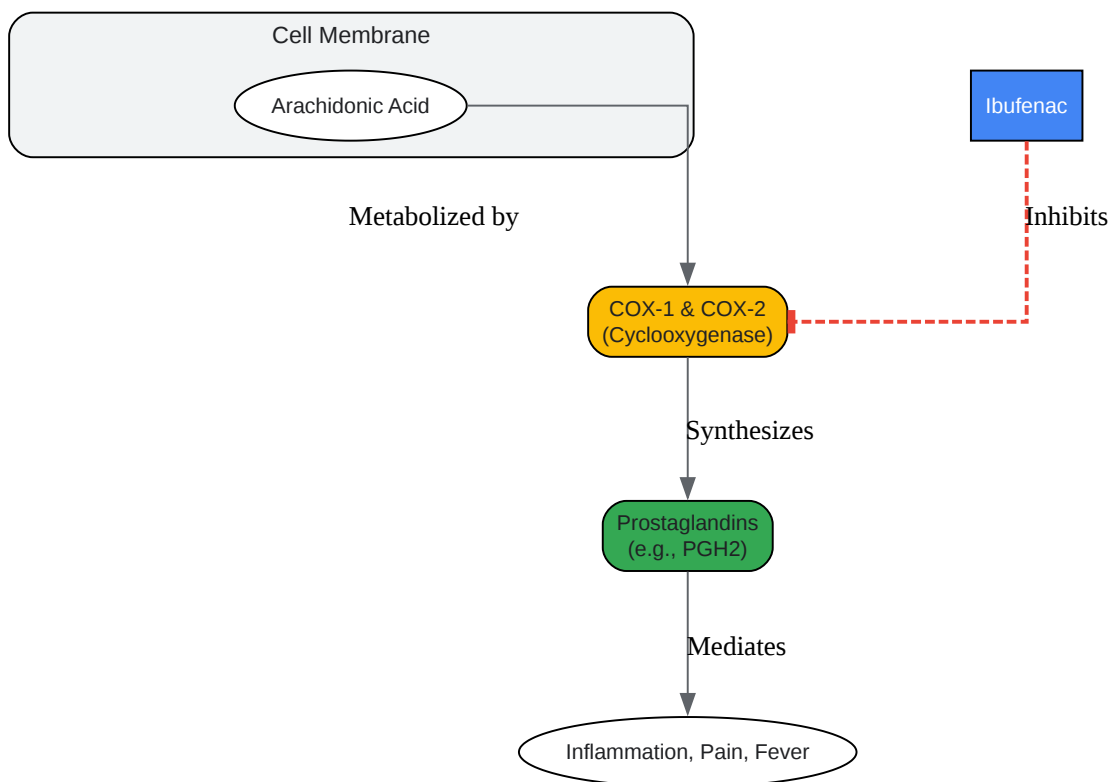 Cell Membrane
Arachidonic Acid
Ibufenac
Metabolized by
Inhibits
COX-1 & COX-2
(Cyclooxygenase)
Synthesizes
Prostaglandins
(e.g., PGH2)
Mediates
Inflammation, Pain, Fever